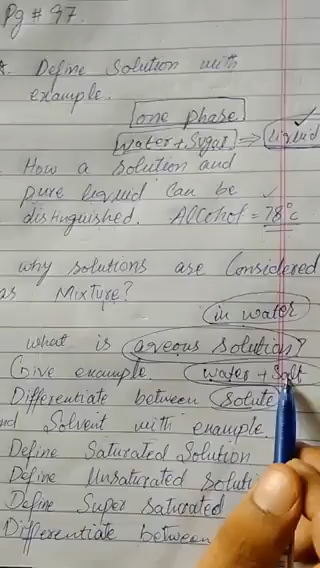 Pg # 97.
Define Solution with
example.
one phase
Water + Sugar ⇒ Liquid
How a solution and
pure liquid can be
distinguished. Alcohol = 78°c
why solutions are Considered
as Mixture?
in water
what is aqeous solution?
Give example water + Salt
Differentiate between solute
and Solvent with example.
Define Saturated Solution
Define Unsaturated soluti
Define Super saturated
Differentiate between